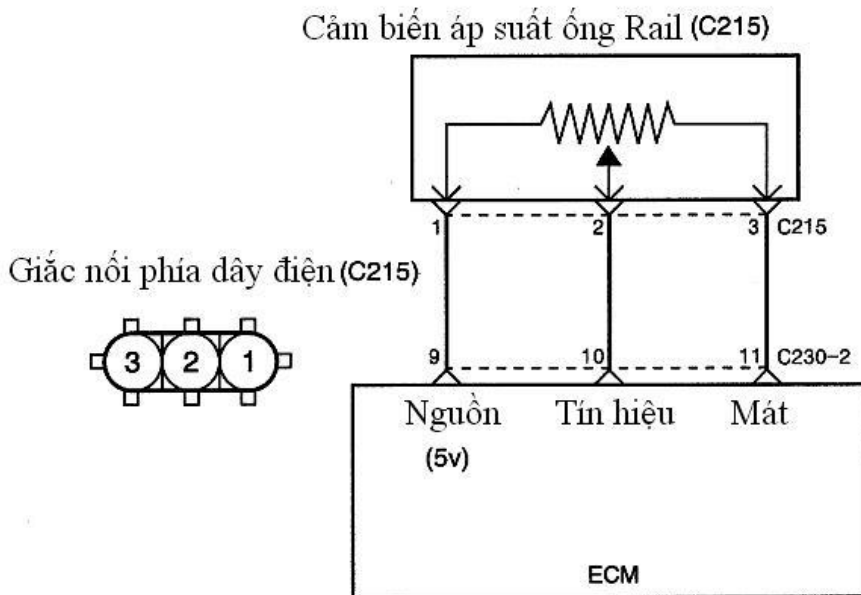 Cảm biến áp suất ống Rail (C215)
1 2 3 C215
Giắc nối phía dây điện (C215)
3 2 1
9 10 11 C230-2
Nguồn Tín hiệu Mát
(5v)
ECM